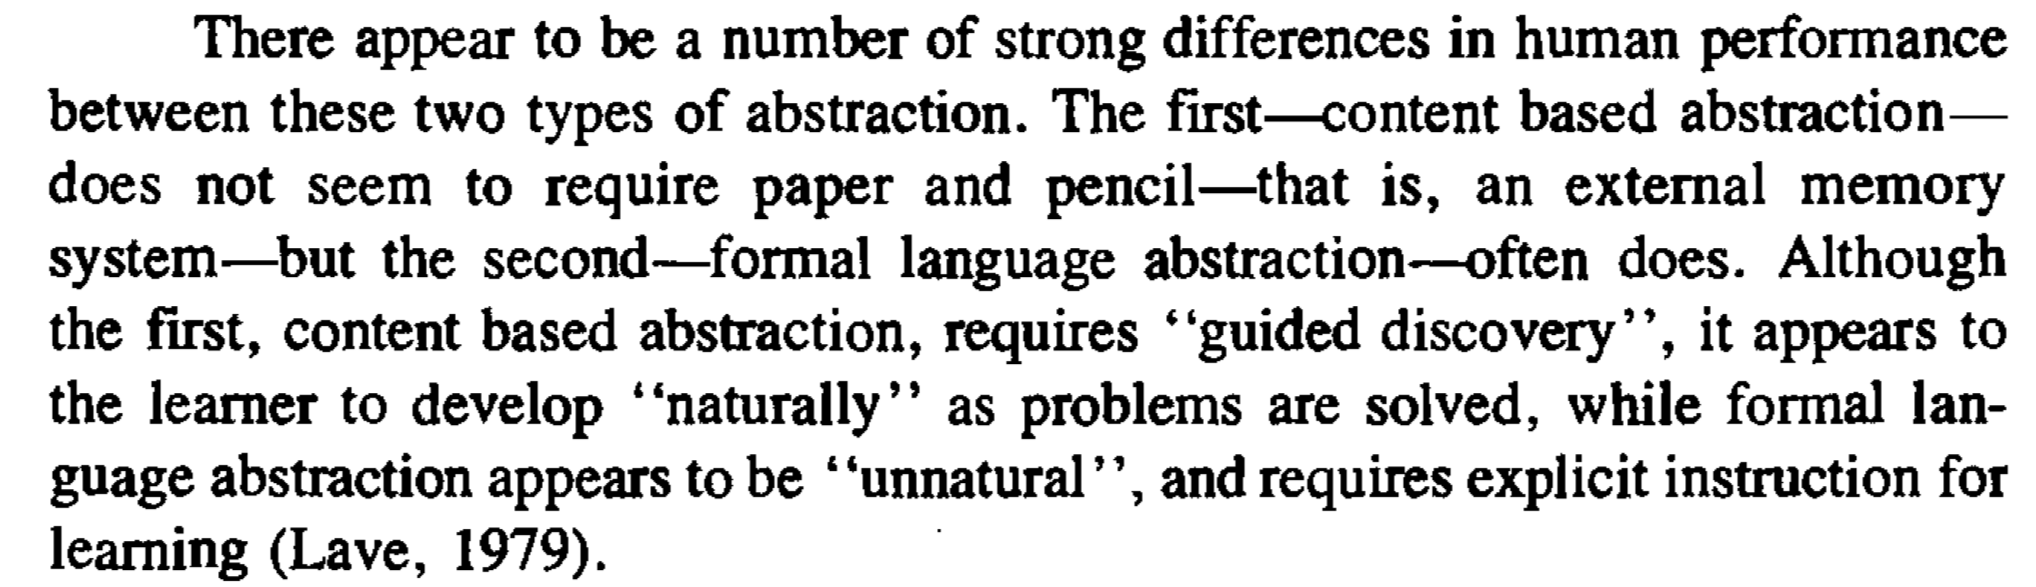 There appear to be a number of strong differences in human performance
between these two types of abstraction. The first—content based abstraction—
does not seem to require paper and pencil—that is, an external memory
system—but the second—formal language abstraction—often does. Although
the first, content based abstraction, requires ‘‘guided discovery’’, it appears to
the learner to develop ‘‘naturally’’ as problems are solved, while formal lan-
guage abstraction appears to be ‘‘unnatural’’, and requires explicit instruction for
learning (Lave, 1979).